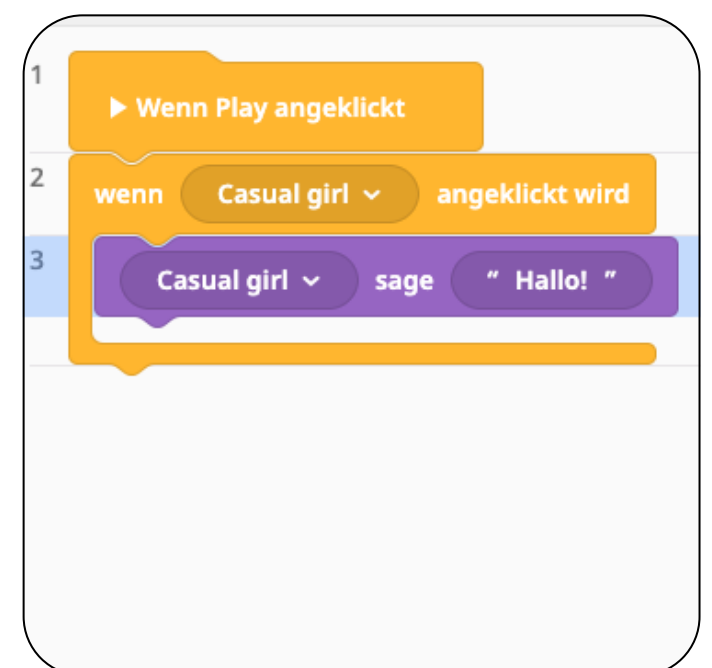 1 Wenn Play angeklickt
2 wenn Casual girl angeklickt wird
3 Casual girl sage " Hallo! "